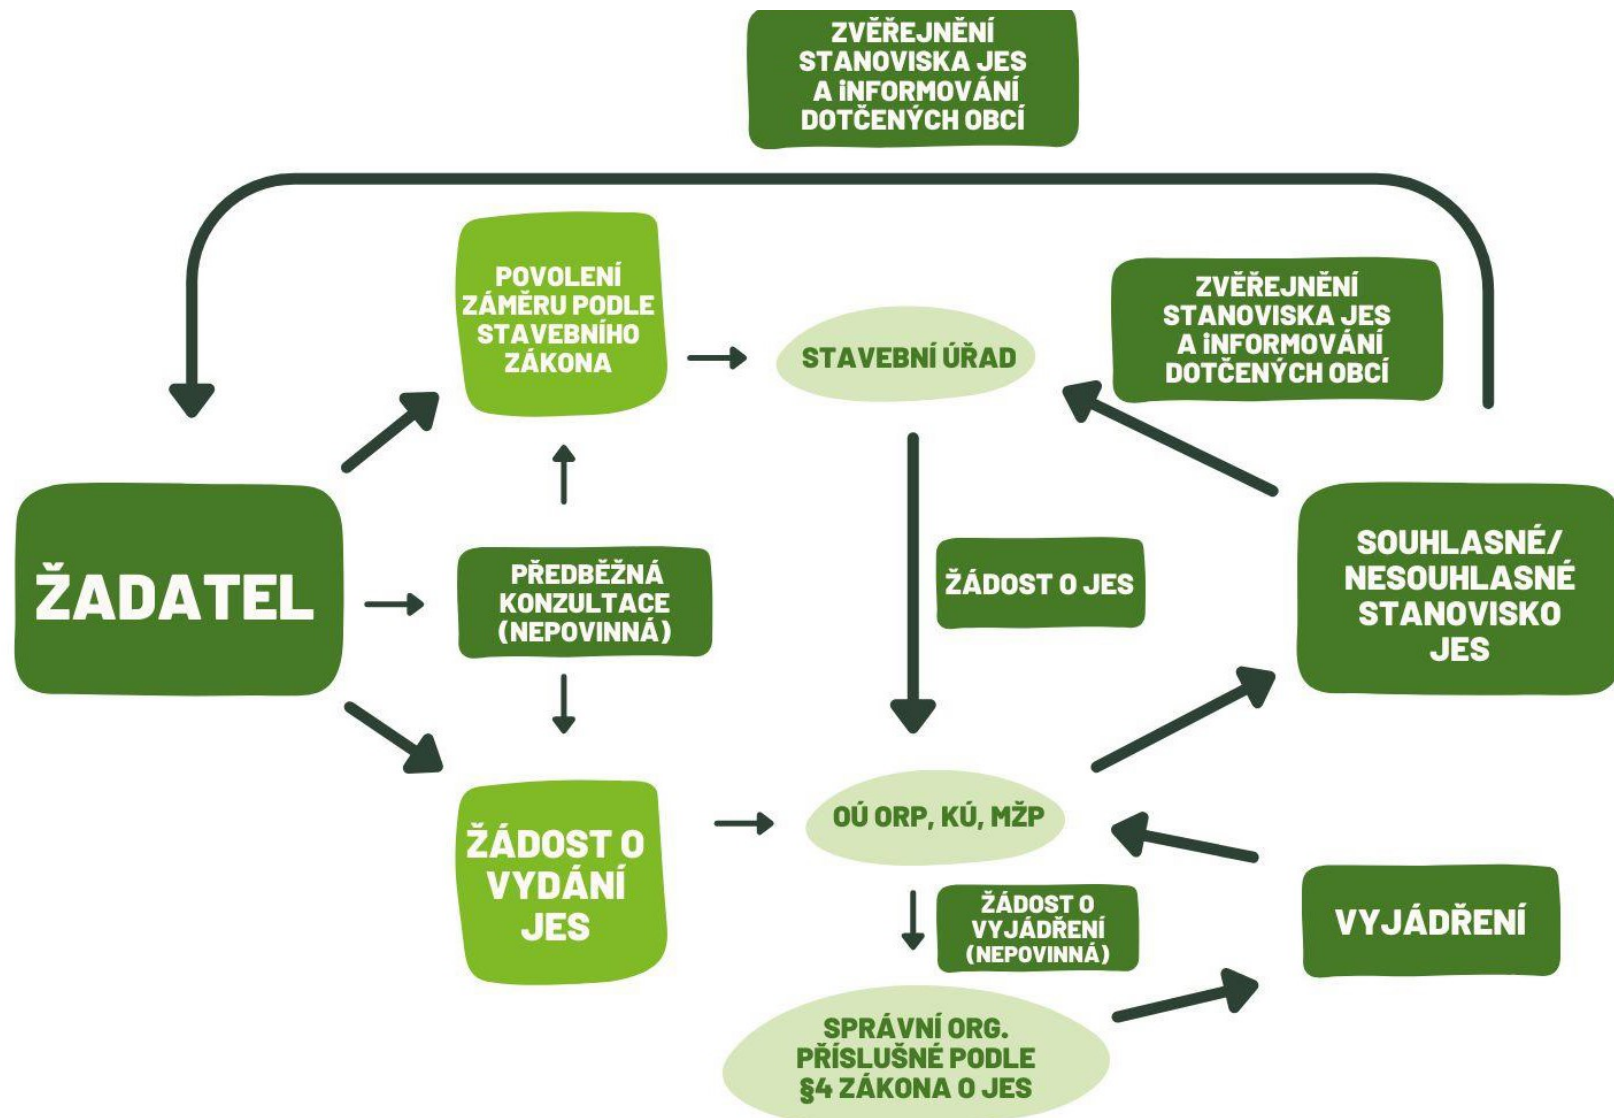 ZVĚŘEJNĚNÍ
STANOVISKA JES
A iNFORMOVÁNÍ
DOTČENÝCH OBCÍ
POVOLENÍ
ZÁMĚRU PODLE
STAVEBNÍHO
ZÁKONA
STAVEBNÍ ÚŘAD
ZVĚŘEJNĚNÍ
STANOVISKA JES
A iNFORMOVÁNÍ
DOTČENÝCH OBCÍ
ŽADATEL
PŘEDBĚŽNÁ
KONZULTACE
(NEPOVINNÁ)
ŽÁDOST O JES
SOUHLASNÉ/
NESOUHLASNÉ
STANOVISKO
JES
ŽÁDOST O
VYDÁNÍ
JES
OÚ ORP, KÚ, MŽP
ŽÁDOST O
VYJÁDŘENÍ
(NEPOVINNÁ)
VYJÁDŘENÍ
SPRÁVNÍ ORG.
PŘÍSLUŠNÉ PODLE
§4 ZÁKONA O JES